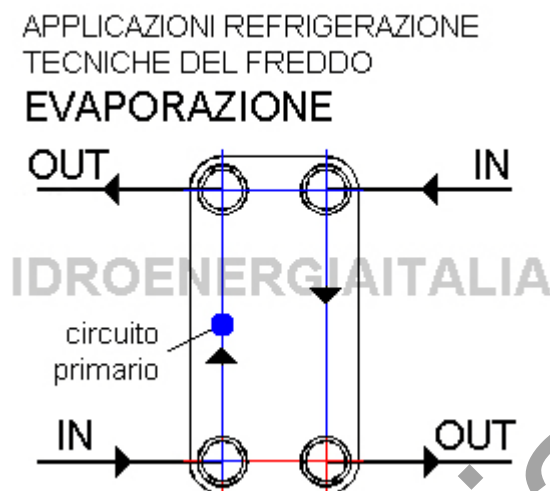 APPLICAZIONI REFRIGERAZIONE
TECNICHE DEL FREDDO
EVAPORAZIONE
OUT IN
IDROENERGIAITALIA
circuito
primario
IN OUT